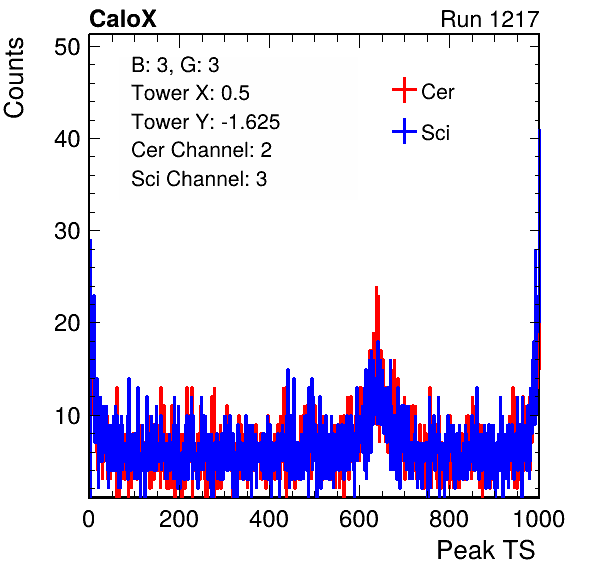 CaloX Run 1217
Counts
50
40
30
20
10
B: 3, G: 3
Tower X: 0.5
Tower Y: -1.625
Cer Channel: 2
Sci Channel: 3
Cer
Sci
0 200 400 600 800 1000
Peak TS